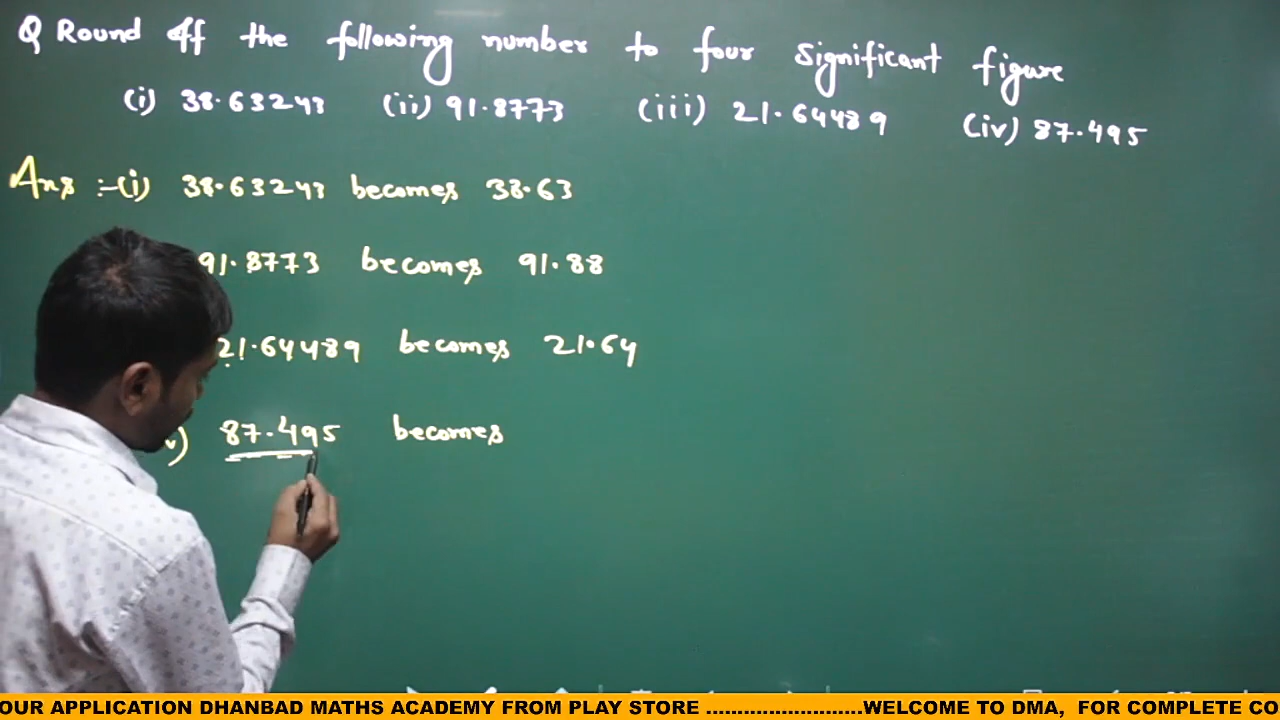 Q Round off the following number to four significant figure
(i) 38.63243 (ii) 91.8773 (iii) 21.64489 (iv) 87.495
Ans :-(i) 38.63243 becomes 38.63
91.8773 becomes 91.88
21.64489 becomes 21.64
v) 87.495 becomes
OUR APPLICATION DHANBAD MATHS ACADEMY FROM PLAY STORE ........................WELCOME TO DMA, FOR COMPLETE CO